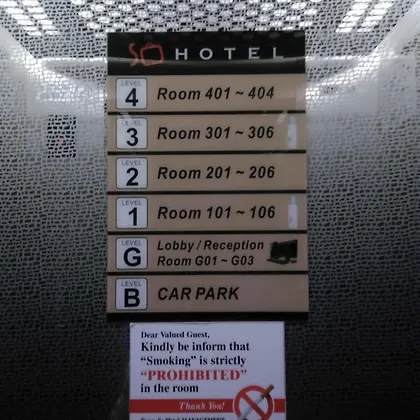 SO HOTEL
LEVEL
4 Room 401 ~ 404
LEVEL
3 Room 301 ~ 306
LEVEL
2 Room 201 ~ 206
LEVEL
1 Room 101 ~ 106
LEVEL
G Lobby / Reception
Room G01 ~ G03
LEVEL
B CAR PARK
Dear Valued Guest,
Kindly be inform that
“Smoking” is strictly
“PROHIBITED”
in the room
Thank You!